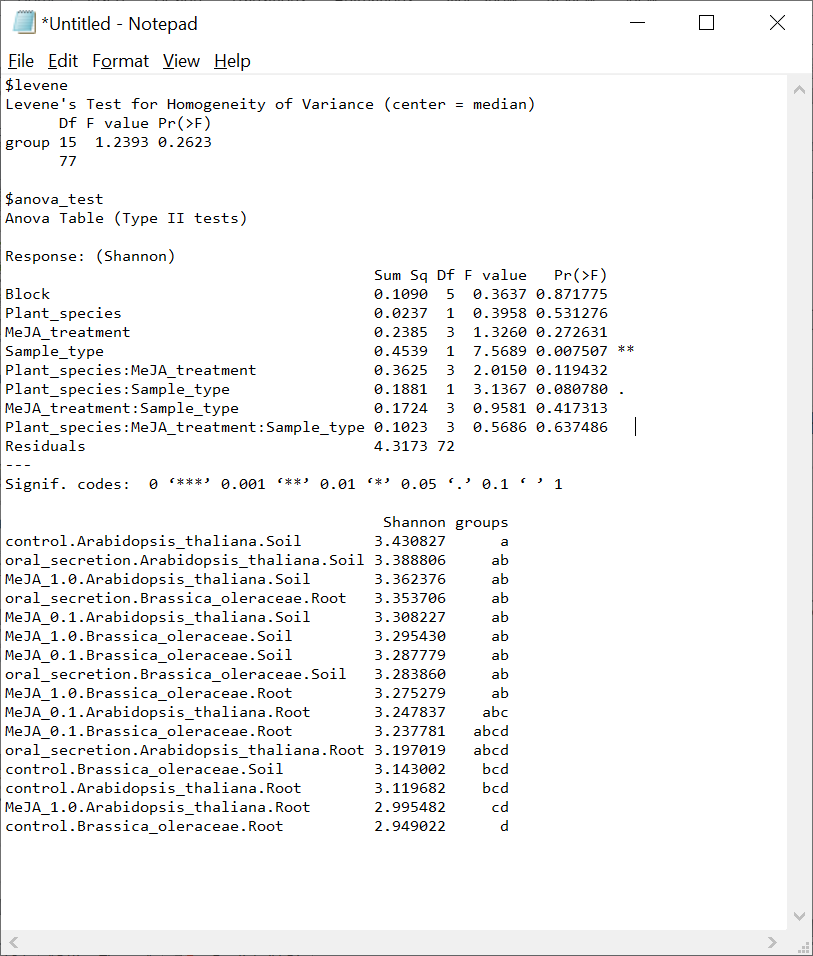 *Untitled - Notepad
File Edit Format View Help
$levene
Levene's Test for Homogeneity of Variance (center = median)
      Df F value Pr(>F)
group 15  1.2393 0.2623
      77

$anova_test
Anova Table (Type II tests)

Response: (Shannon)
                                         Sum Sq Df F value   Pr(>F)
Block                                    0.1090  5  0.3637 0.871775
Plant_species                            0.0237  1  0.3958 0.531276
MeJA_treatment                           0.2385  3  1.3260 0.272631
Sample_type                              0.4539  1  7.5689 0.007507 **
Plant_species:MeJA_treatment             0.3625  3  2.0150 0.119432
Plant_species:Sample_type                0.1881  1  3.1367 0.080780 .
MeJA_treatment:Sample_type               0.1724  3  0.9581 0.417313
Plant_species:MeJA_treatment:Sample_type 0.1023  3  0.5686 0.637486
Residuals                                4.3173 72
---
Signif. codes:  0 ‘***’ 0.001 ‘**’ 0.01 ‘*’ 0.05 ‘.’ 0.1 ‘ ’ 1

                                          Shannon groups
control.Arabidopsis_thaliana.Soil        3.430827      a
oral_secretion.Arabidopsis_thaliana.Soil 3.388806     ab
MeJA_1.0.Arabidopsis_thaliana.Soil       3.362376     ab
oral_secretion.Brassica_oleraceae.Root   3.353706     ab
MeJA_0.1.Arabidopsis_thaliana.Soil       3.308227     ab
MeJA_1.0.Brassica_oleraceae.Soil         3.295430     ab
MeJA_0.1.Brassica_oleraceae.Soil         3.287779     ab
oral_secretion.Brassica_oleraceae.Soil   3.283860     ab
MeJA_1.0.Brassica_oleraceae.Root         3.275279     ab
MeJA_0.1.Arabidopsis_thaliana.Root       3.247837    abc
MeJA_0.1.Brassica_oleraceae.Root         3.237781   abcd
oral_secretion.Arabidopsis_thaliana.Root 3.197019   abcd
control.Brassica_oleraceae.Soil          3.143002    bcd
control.Arabidopsis_thaliana.Root        3.119682    bcd
MeJA_1.0.Arabidopsis_thaliana.Root       2.995482     cd
control.Brassica_oleraceae.Root          2.949022      d